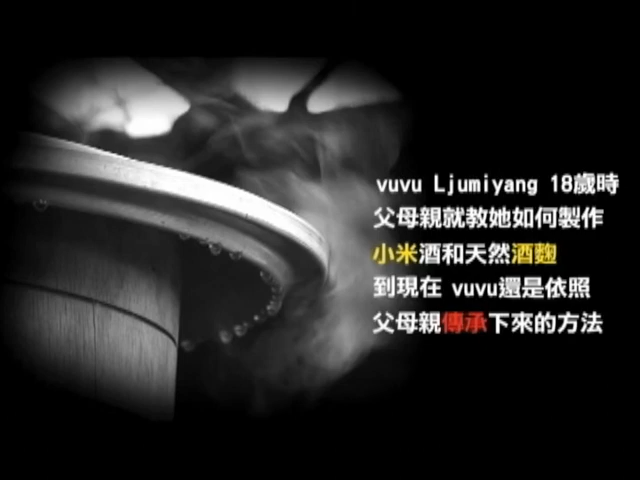 vuvu Ljumiyang 18歲時
父母親就教她如何製作
小米酒和天然酒麴
到現在 vuvu還是依照
父母親傳承下來的方法